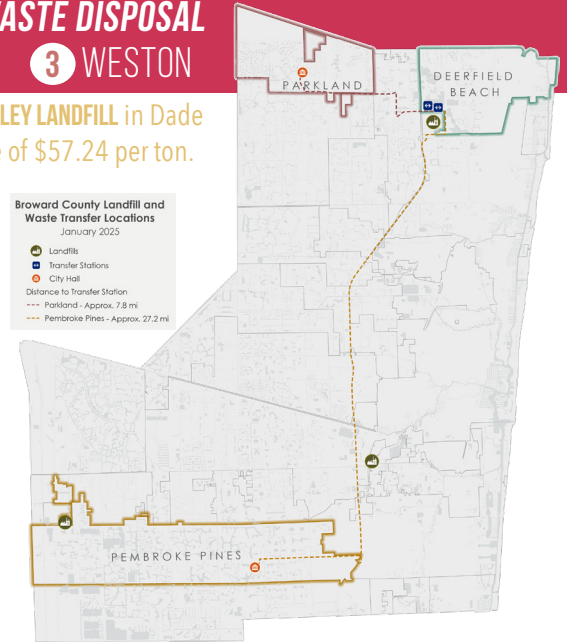 WASTE DISPOSAL
3 WESTON
LEY LANDFILL in Dade
e of $57.24 per ton.
PARKLAND
DEERFIELD
BEACH
Broward County Landfill and
Waste Transfer Locations
January 2025
Landfills
Transfer Stations
City Hall
Distance to Transfer Station
Parkland - Approx. 7.8 mi
Pembroke Pines - Approx. 27.2 mi
PEMBROKE PINES